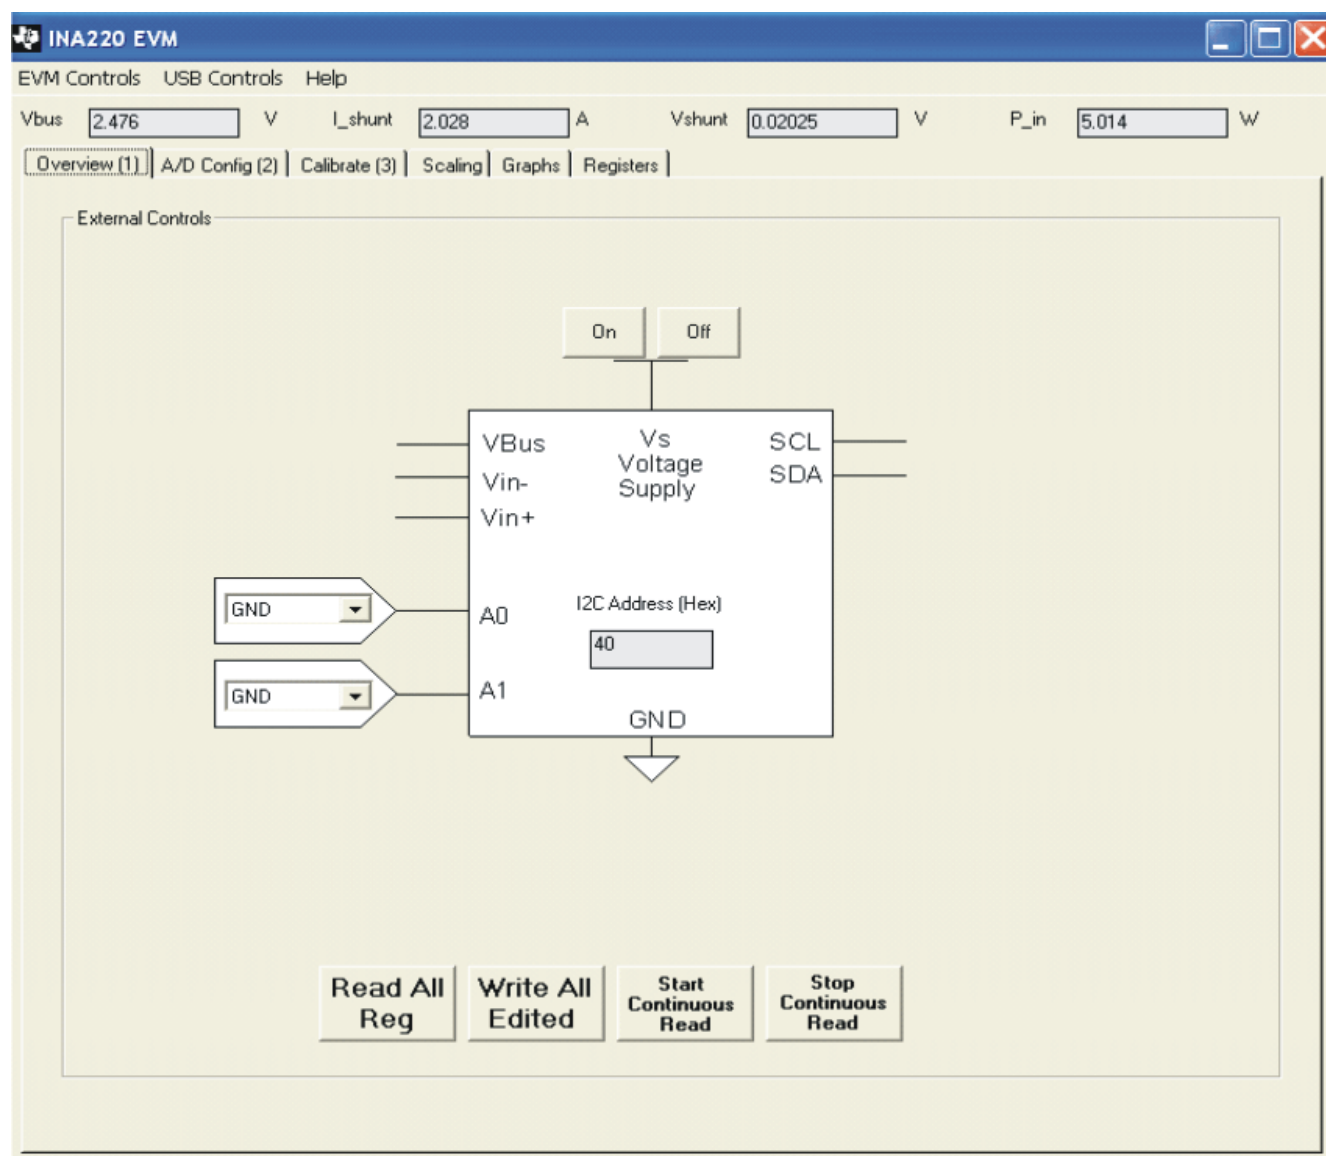 INA220 EVM
EVM Controls USB Controls Help
Vbus 2.476 V I_shunt 2.028 A Vshunt 0.02025 V P_in 5.014 W
Overview (1) A/D Config (2) Calibrate (3) Scaling Graphs Registers
External Controls
On Off
VBus
Vin-
Vin+
Vs
Voltage
Supply
SCL
SDA
GND
A0
I2C Address (Hex)
40
GND
A1
GND
Read All
Reg
Write All
Edited
Start
Continuous
Read
Stop
Continuous
Read